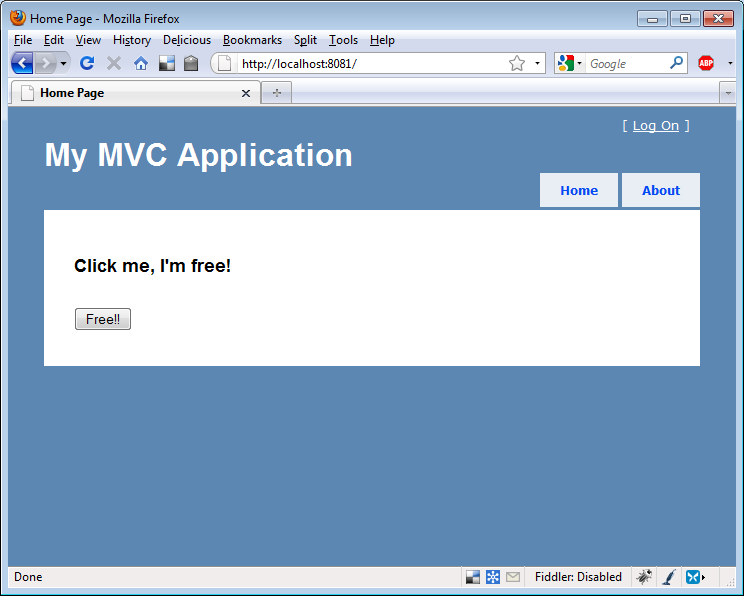 Home Page - Mozilla Firefox
File Edit View History Delicious Bookmarks Split Tools Help
http://localhost:8081/
Google
ABP
Home Page
[ Log On ]
My MVC Application
Home About
Click me, I'm free!
Free!!
Done
Fiddler: Disabled